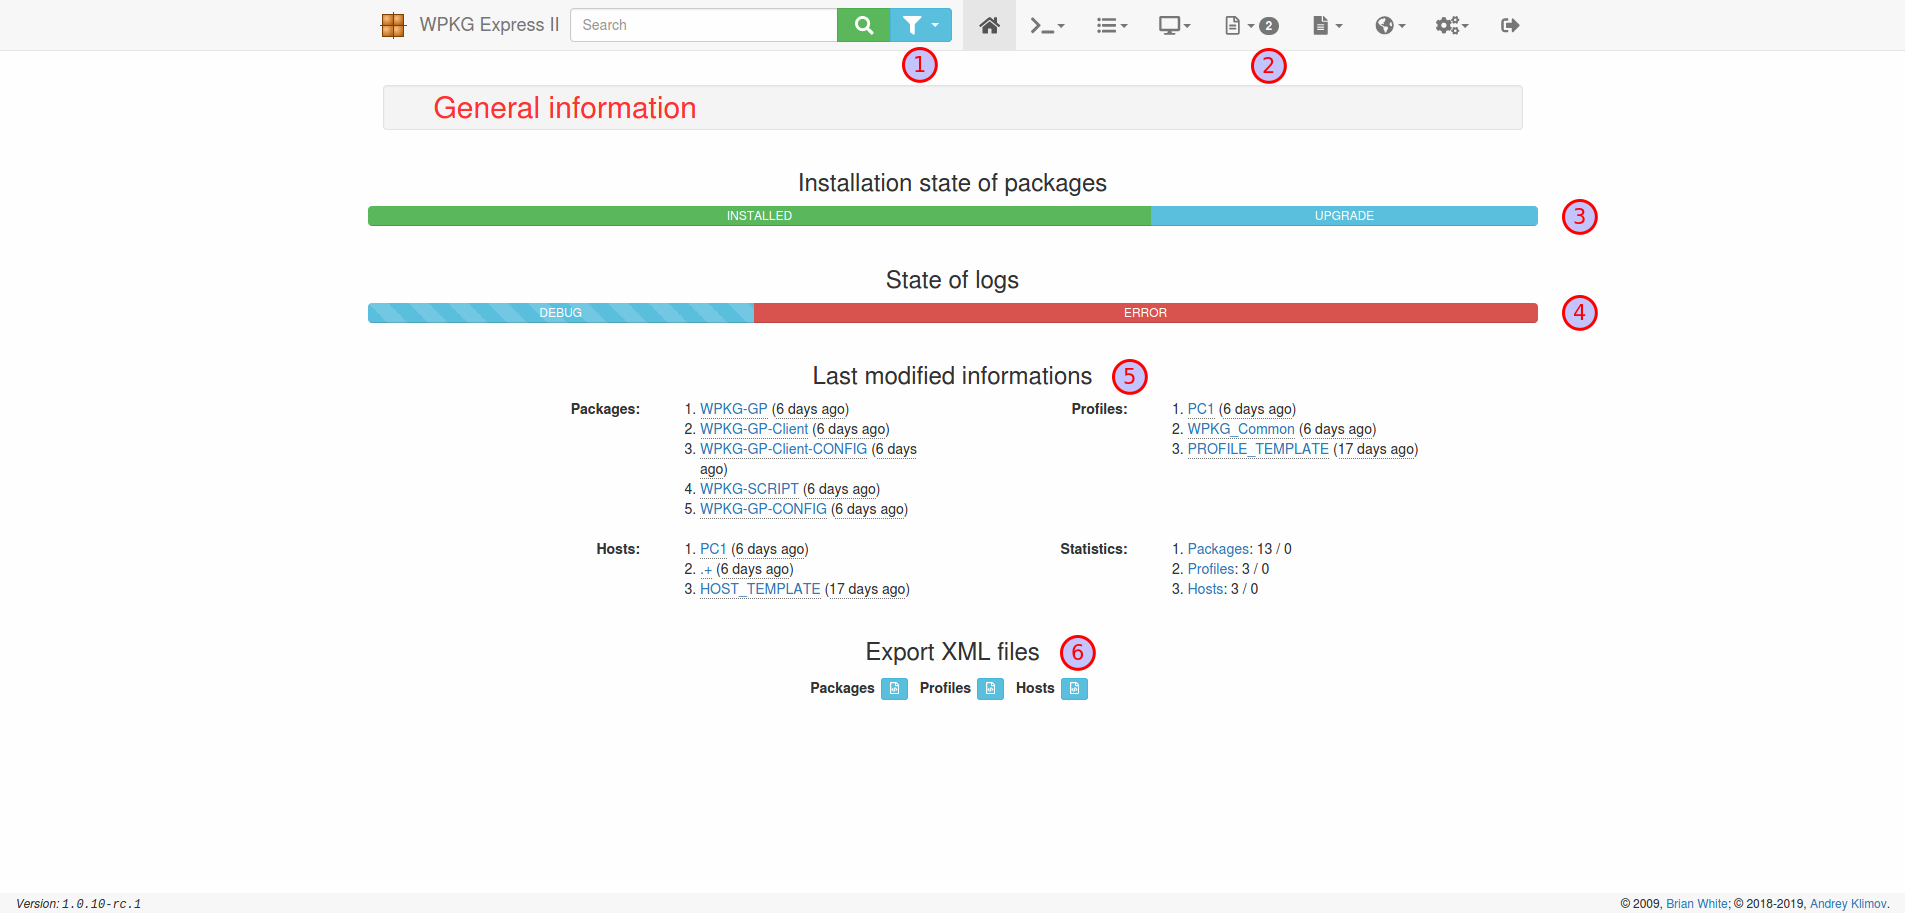 WPKG Express II Search 2
1 2
General information
Installation state of packages
INSTALLED UPGRADE 3
State of logs
DEBUG ERROR 4
Last modified informations 5
Packages: 1. WPKG-GP (6 days ago)
2. WPKG-GP-Client (6 days ago)
3. WPKG-GP-Client-CONFIG (6 days
ago)
4. WPKG-SCRIPT (6 days ago)
5. WPKG-GP-CONFIG (6 days ago)
Profiles: 1. PC1 (6 days ago)
2. WPKG_Common (6 days ago)
3. PROFILE_TEMPLATE (17 days ago)
Hosts: 1. PC1 (6 days ago)
2. .+ (6 days ago)
3. HOST_TEMPLATE (17 days ago)
Statistics: 1. Packages: 13 / 0
2. Profiles: 3 / 0
3. Hosts: 3 / 0
Export XML files 6
Packages Profiles Hosts
Version: 1.0.10-rc.1 © 2009, Brian White; © 2018-2019, Andrey Klimov.